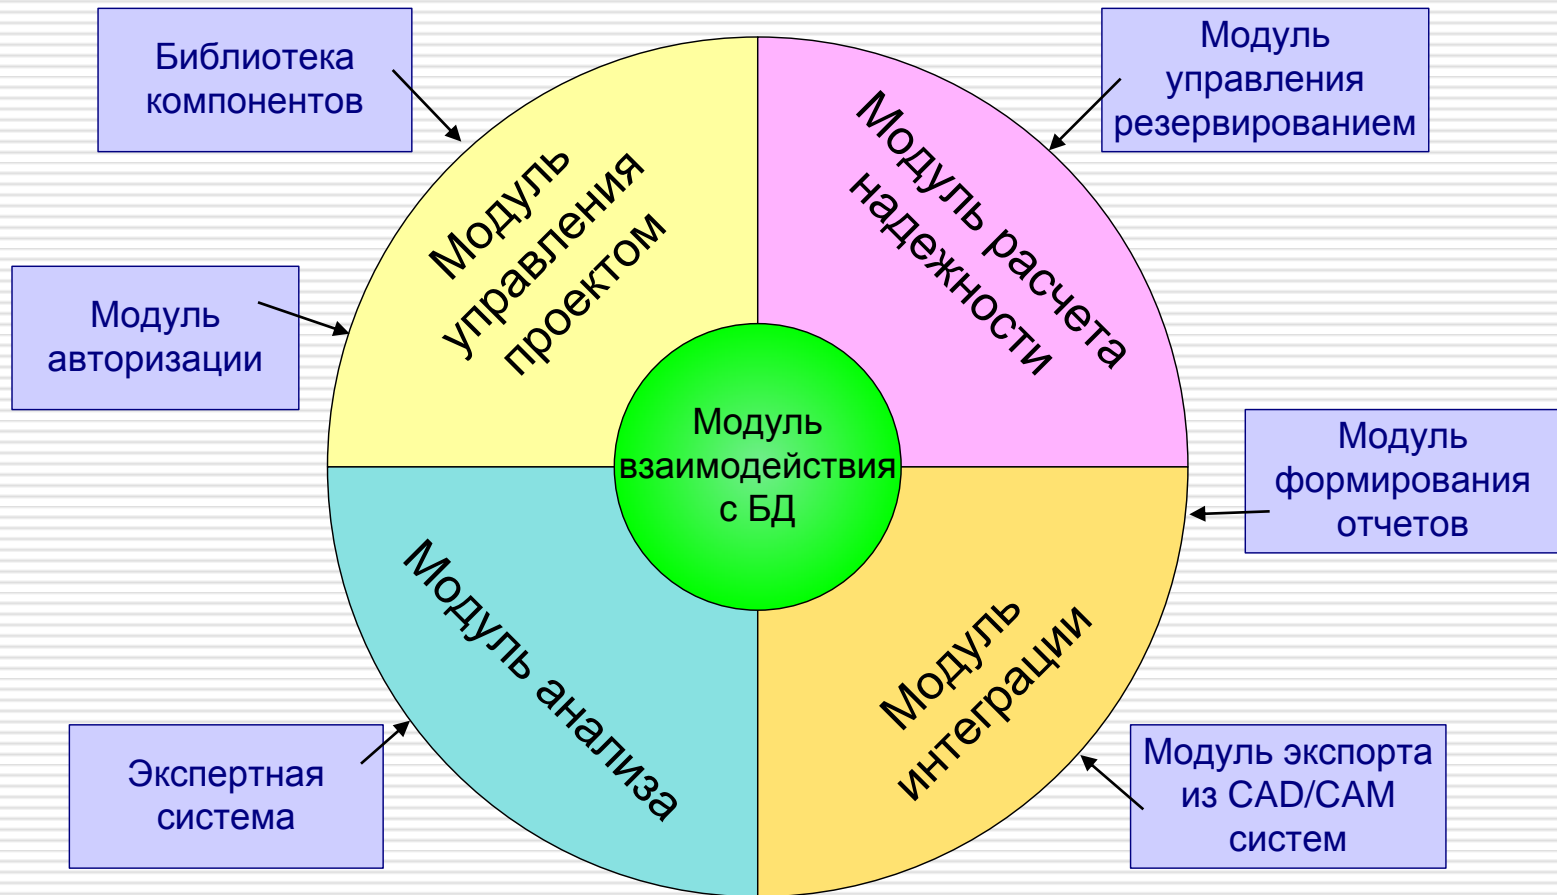 Библиотека
компонентов
Модуль
управления
резервированием
Модуль
управления
проектом
Модуль расчета
надежности
Модуль
авторизации
Модуль
взаимодействия
с БД
Модуль
формирования
отчетов
Модуль анализа
Модуль
интеграции
Экспертная
система
Модуль экспорта
из CAD/CAM
систем